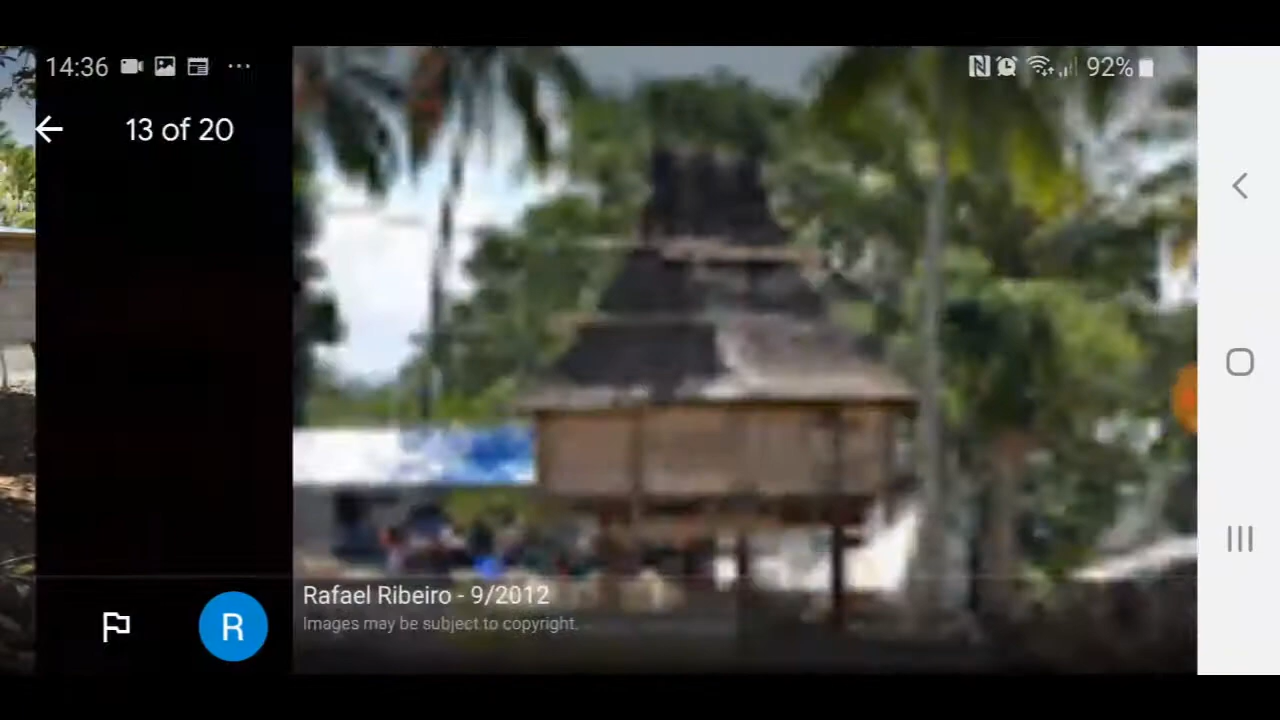 14:36
92%
13 of 20
Rafael Ribeiro - 9/2012
Images may be subject to copyright.
R